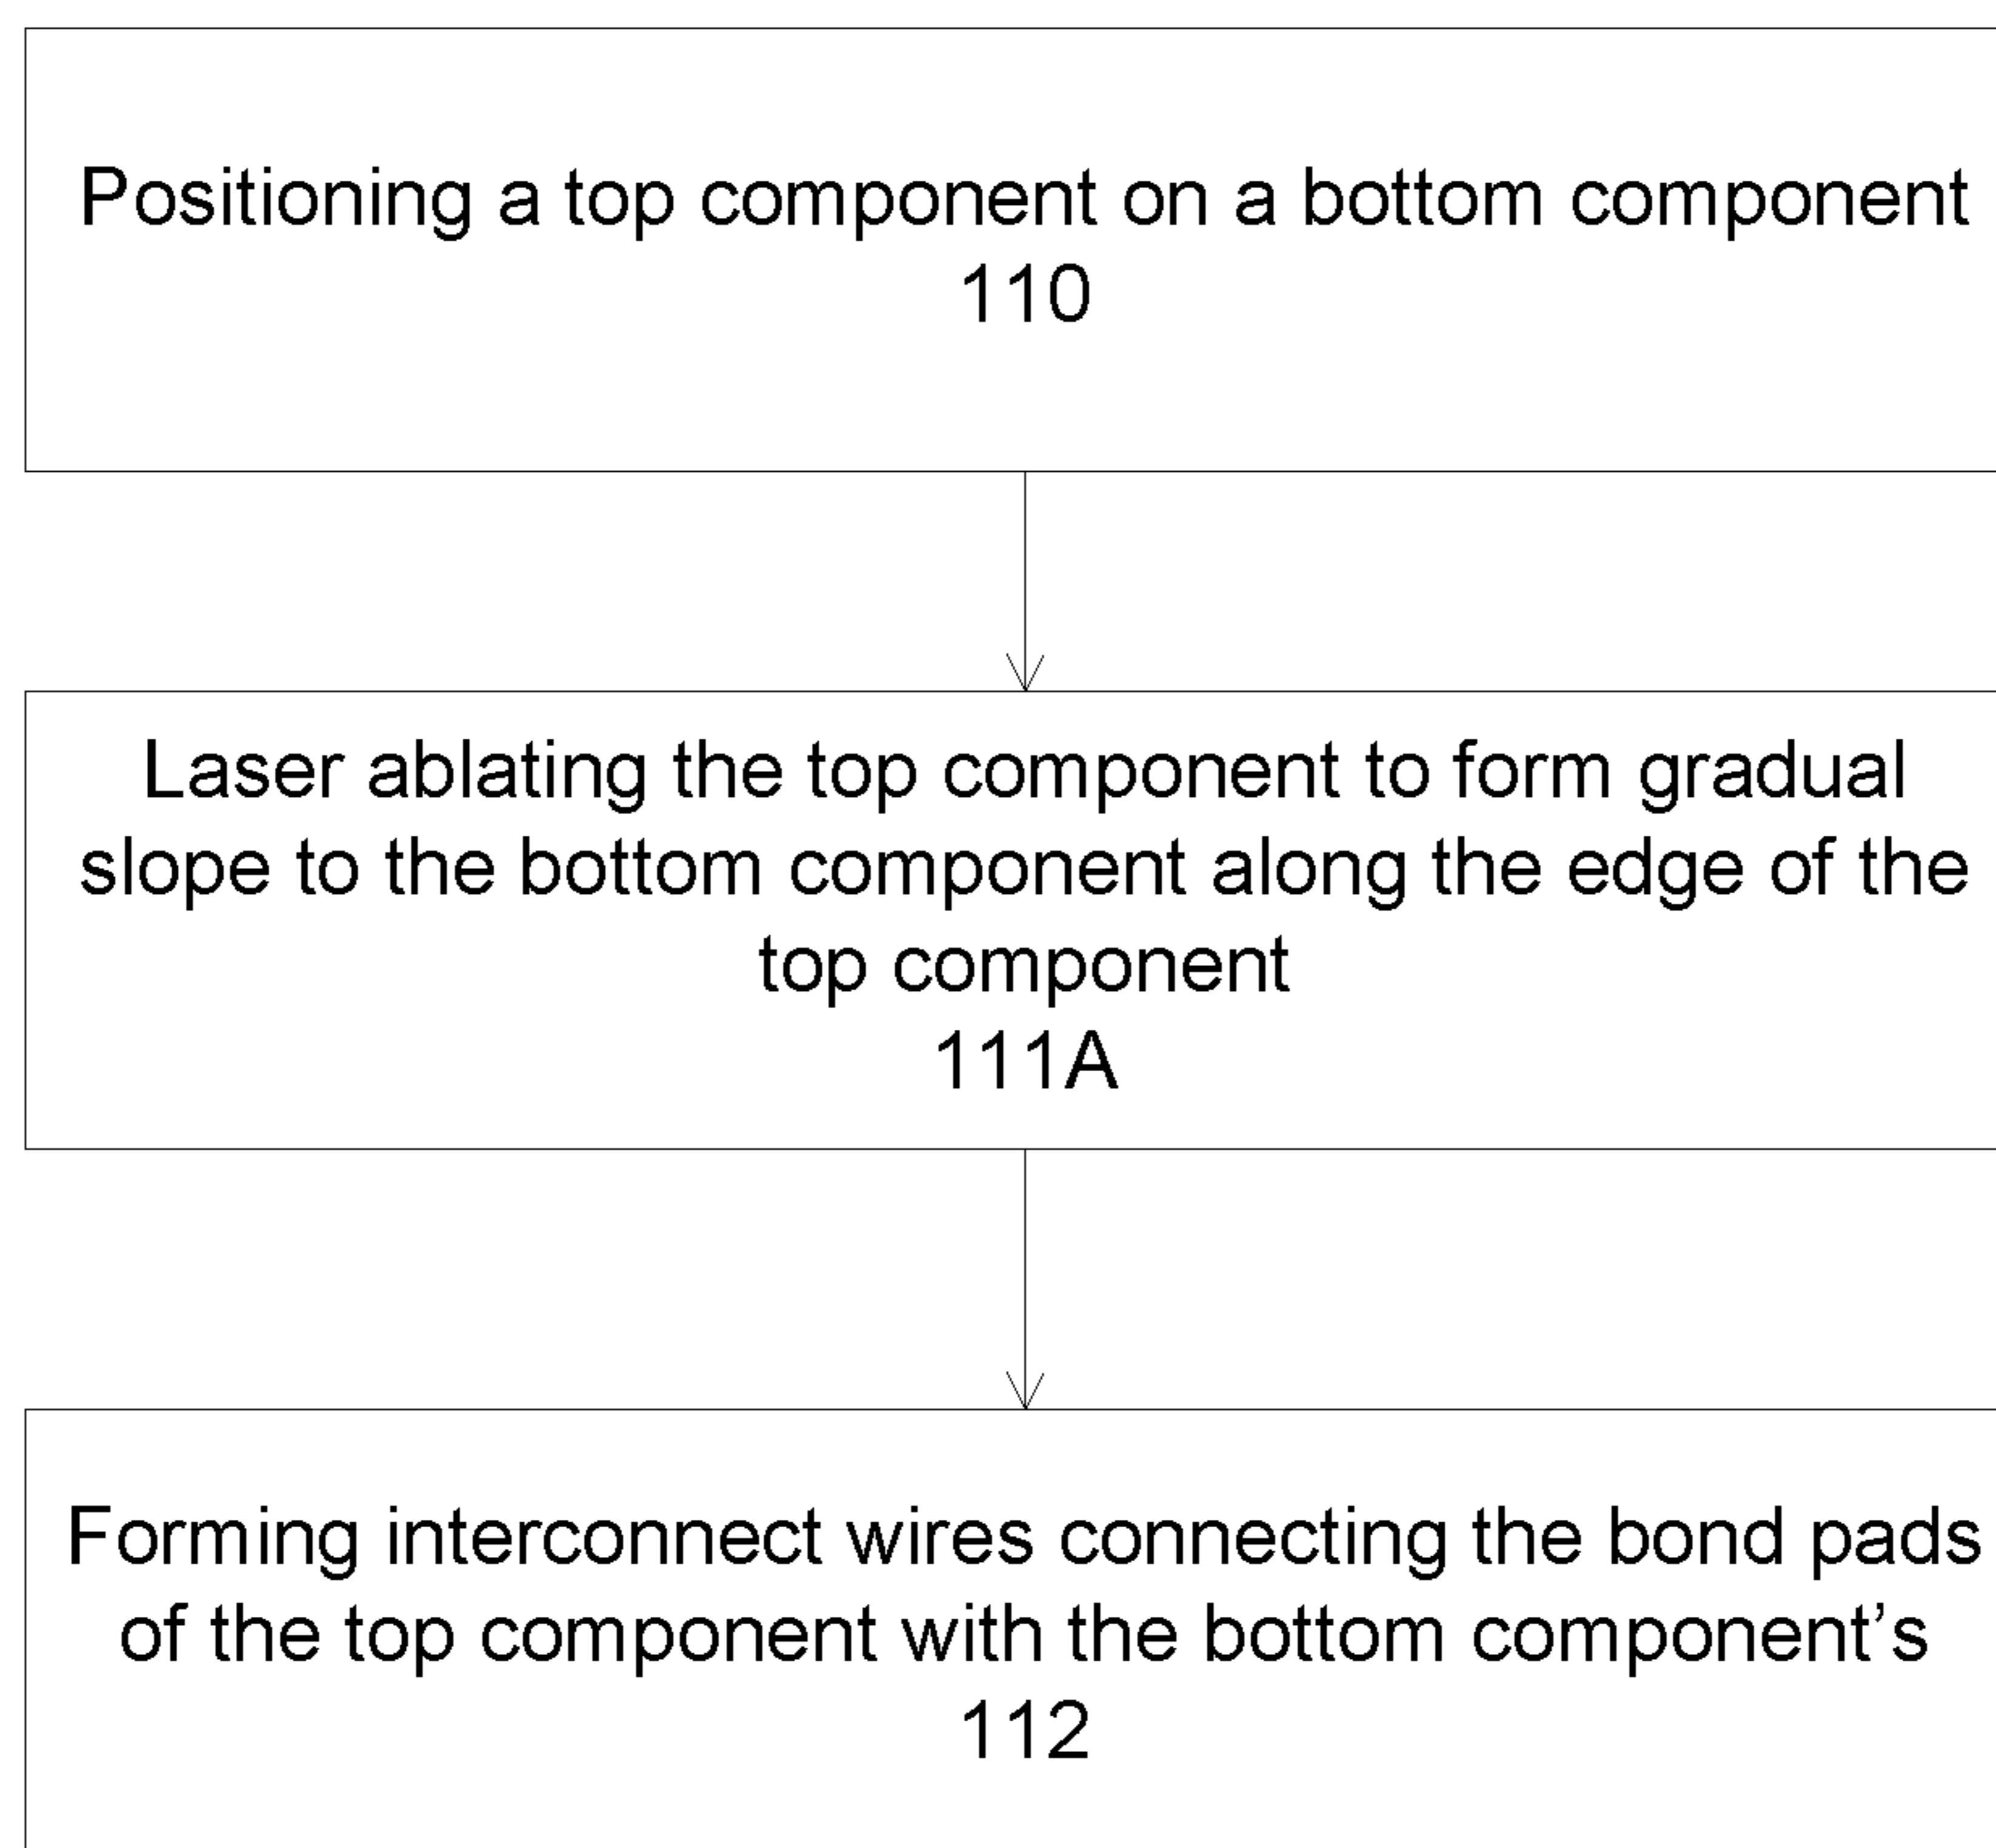 Positioning a top component on a bottom component
110
Laser ablating the top component to form gradual
slope to the bottom component along the edge of the
top component
111A
Forming interconnect wires connecting the bond pads
of the top component with the bottom component’s
112